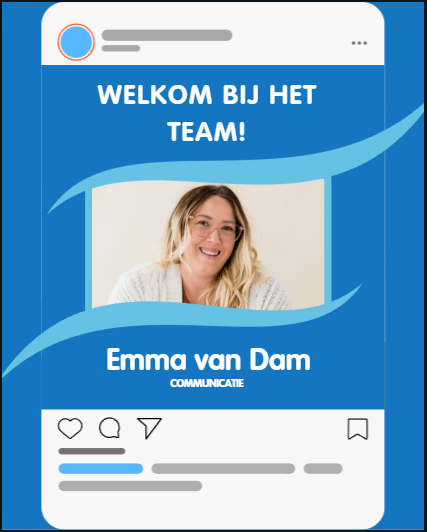 WELKOM BIJ HET
TEAM!
Emma van Dam
COMMUNICATIE